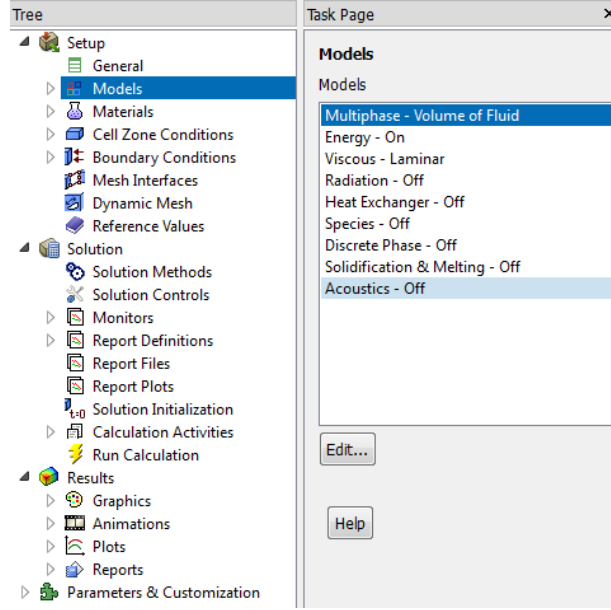 Tree
Setup
General
Models
Materials
Cell Zone Conditions
Boundary Conditions
Mesh Interfaces
Dynamic Mesh
Reference Values
Solution
Solution Methods
Solution Controls
Monitors
Report Definitions
Report Files
Report Plots
t=0 Solution Initialization
Calculation Activities
Run Calculation
Results
Graphics
Animations
Plots
Reports
Parameters & Customization
Task Page
Models
Models
Multiphase - Volume of Fluid
Energy - On
Viscous - Laminar
Radiation - Off
Heat Exchanger - Off
Species - Off
Discrete Phase - Off
Solidification & Melting - Off
Acoustics - Off
Edit...
Help